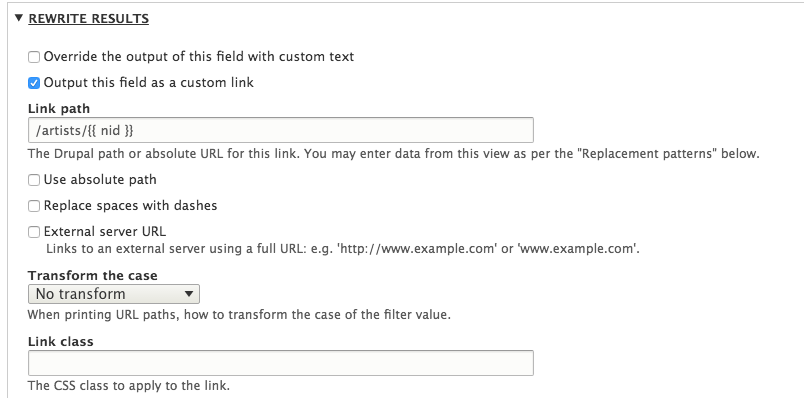 REWRITE RESULTS
Override the output of this field with custom text
Output this field as a custom link
Link path
/artists/{{ nid }}
The Drupal path or absolute URL for this link. You may enter data from this view as per the "Replacement patterns" below.
Use absolute path
Replace spaces with dashes
External server URL
Links to an external server using a full URL: e.g. 'http://www.example.com' or 'www.example.com'.
Transform the case
No transform
When printing URL paths, how to transform the case of the filter value.
Link class
The CSS class to apply to the link.